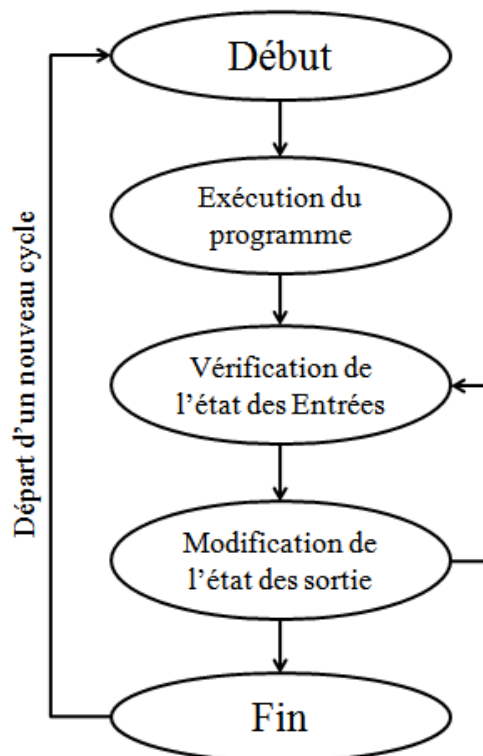 Début
Exécution du
programme
Départ d'un nouveau cycle
Vérification de
l'état des Entrées
Modification de
l'état des sortie
Fin